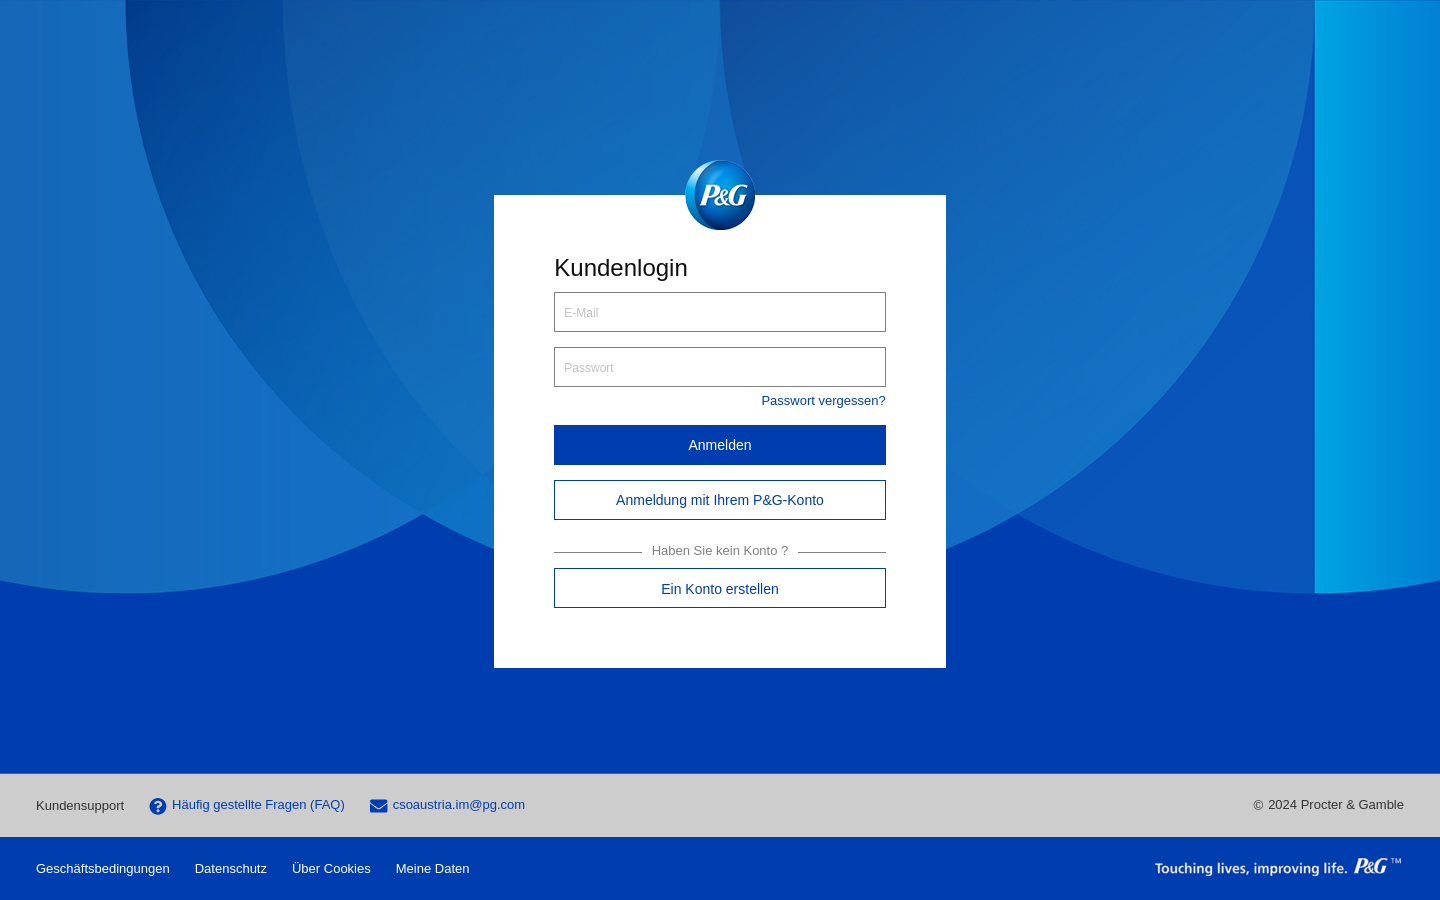 P&G
Kundenlogin
E-Mail
Passwort
Passwort vergessen?
Anmelden
Anmeldung mit Ihrem P&G-Konto
Haben Sie kein Konto ?
Ein Konto erstellen
Kundensupport
Häufig gestellte Fragen (FAQ)
csoaustria.im@pg.com
© 2024 Procter & Gamble
Geschäftsbedingungen
Datenschutz
Über Cookies
Meine Daten
Touching lives, improving life. P&G™